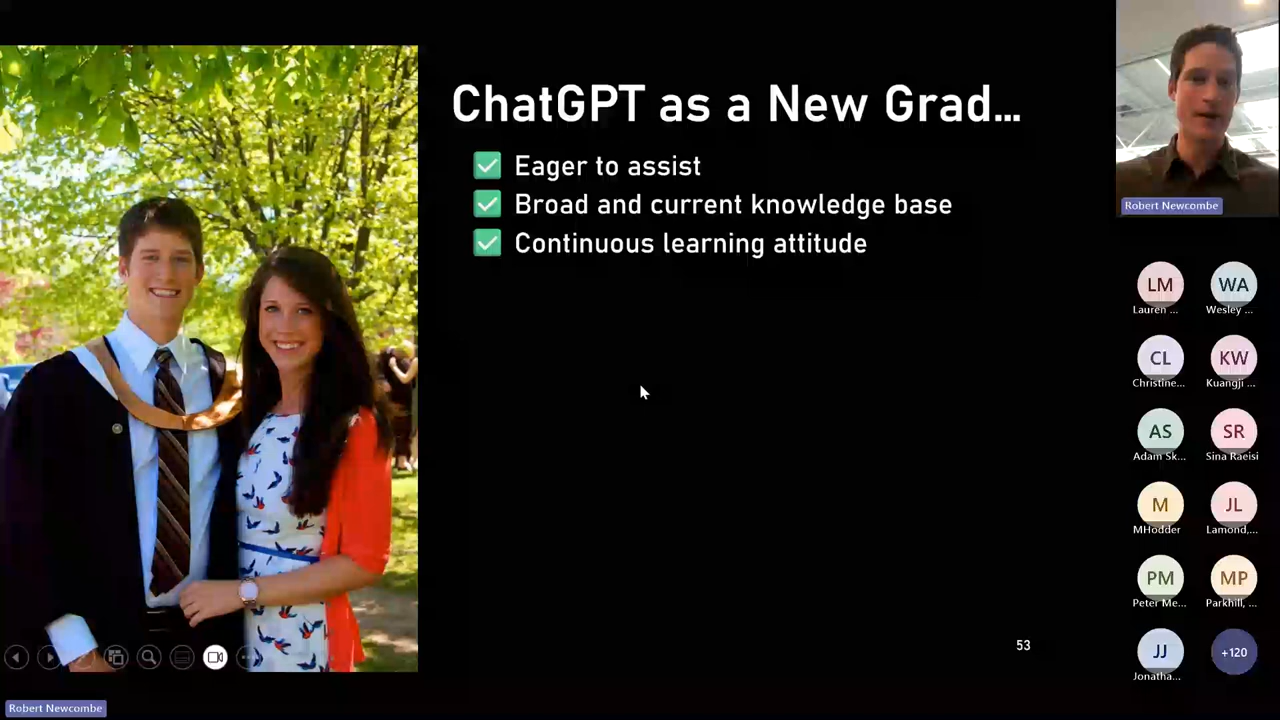 ChatGPT as a New Grad...
Eager to assist
Broad and current knowledge base
Continuous learning attitude
53
Robert Newcombe
LM
Lauren ...
WA
Wesley ...
CL
Christine...
KW
Kuangji ...
AS
Adam Sk...
SR
Sina Raeisi
M
MHodder
JL
Lamond,...
PM
Peter Me...
MP
Parkhill, ...
JJ
Jonatha...
+120
Robert Newcombe